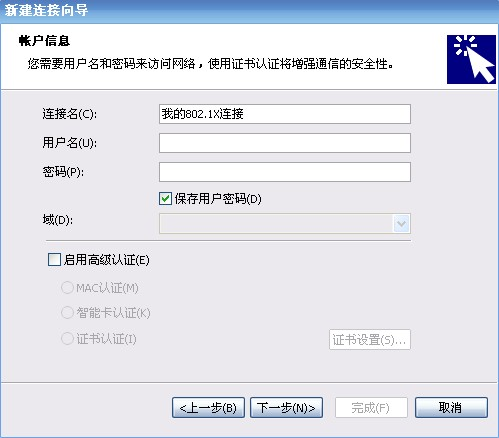 新建连接向导
帐户信息
您需要用户名和密码来访问网络，使用证书认证将增强通信的安全性。
连接名(C):
我的802.1X连接
用户名(U):
密码(P):
保存用户密码(D)
域(D):
启用高级认证(E)
MAC认证(M)
智能卡认证(K)
证书认证(I)
证书设置(S)...
<上一步(B) 下一步(N)> 完成(F) 取消